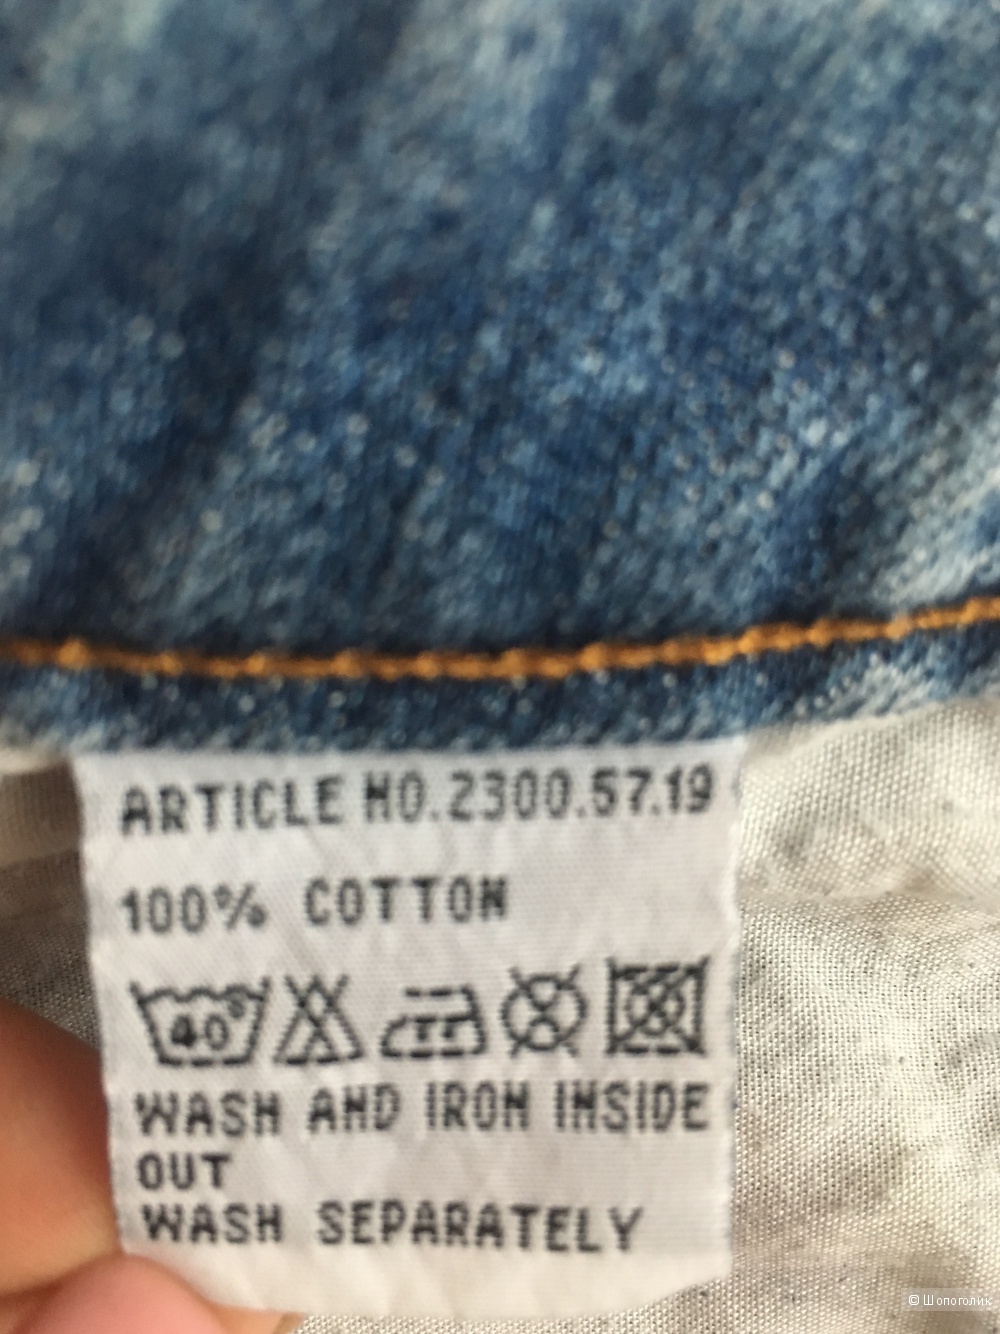 ARTICLE NO.2300.57.19
100% COTTON
40°
WASH AND IRON INSIDE
OUT
WASH SEPARATELY
© Шопоголик